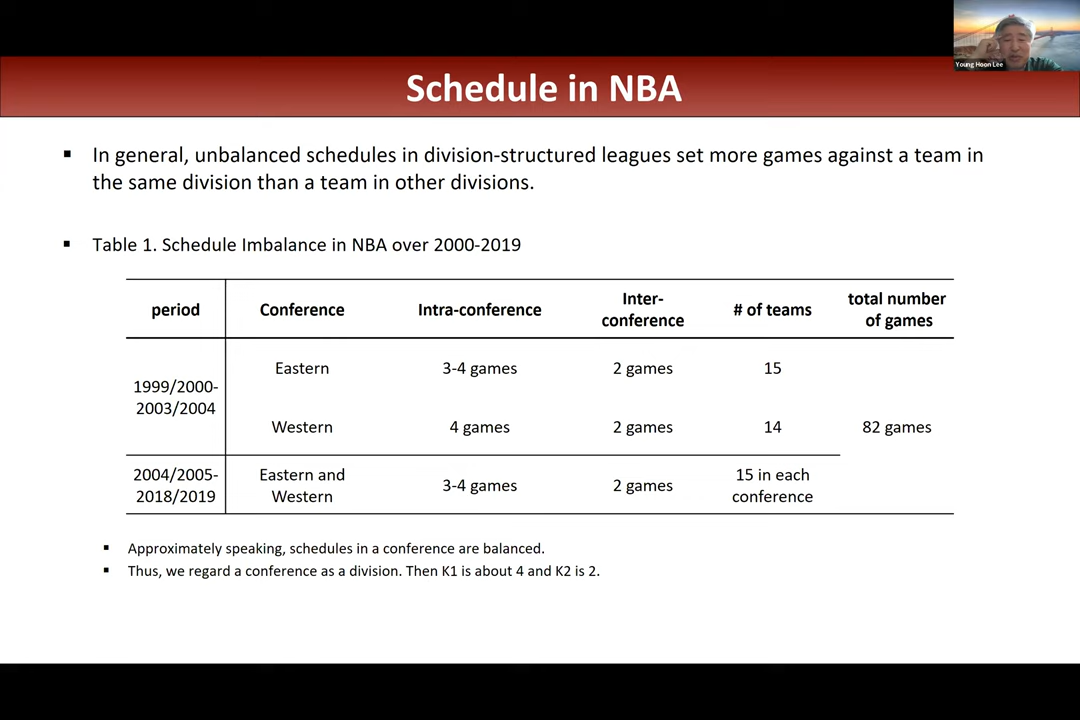 Young Hoon Lee
Schedule in NBA
▪ In general, unbalanced schedules in division-structured leagues set more games against a team in
the same division than a team in other divisions.
▪ Table 1. Schedule Imbalance in NBA over 2000-2019
period Conference Intra-conference Inter-conference # of teams total number of games
1999/2000-2003/2004 Eastern 3-4 games 2 games 15
Western 4 games 2 games 14 82 games
2004/2005-2018/2019 Eastern and Western 3-4 games 2 games 15 in each conference
▪ Approximately speaking, schedules in a conference are balanced.
▪ Thus, we regard a conference as a division. Then K1 is about 4 and K2 is 2.